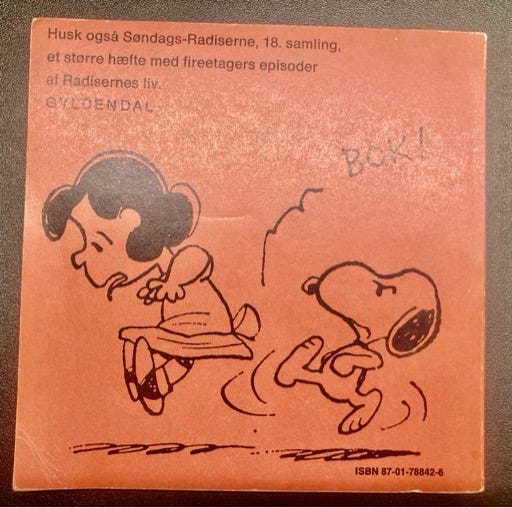 Husk også Søndags-Radiserne, 18. samling,
et større hæfte med fireetagers episoder
af Radisernes liv.
GYLDENDAL
BOK!
ISBN 87-01-78842-6